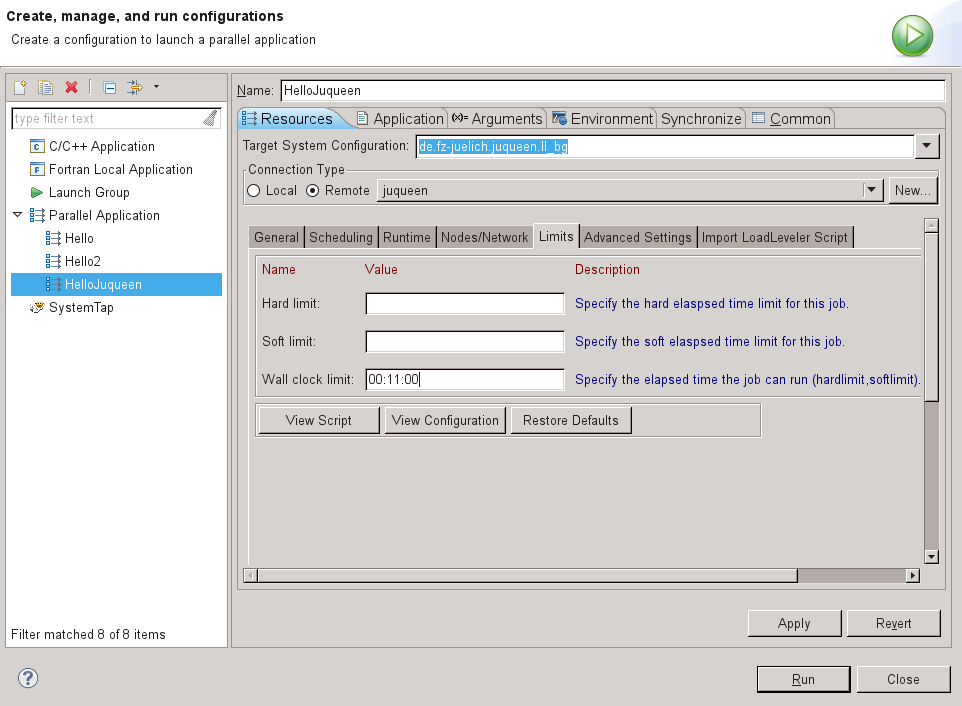 Create, manage, and run configurations
Create a configuration to launch a parallel application
type filter text
C/C++ Application
Fortran Local Application
Launch Group
Parallel Application
Hello
Hello2
HelloJuqueen
SystemTap
Filter matched 8 of 8 items
Name: HelloJuqueen
Resources Application (x)= Arguments Environment Synchronize Common
Target System Configuration: de.fz-juelich.juqueen.ll_bg
Connection Type
Local Remote juqueen New...
General Scheduling Runtime Nodes/Network Limits Advanced Settings Import LoadLeveler Script
Name Value Description
Hard limit: Specify the hard elaspsed time limit for this job.
Soft limit: Specify the soft elaspsed time limit for this job.
Wall clock limit: 00:11:00 Specify the elapsed time the job can run (hardlimit,softlimit).
View Script View Configuration Restore Defaults
Apply Revert
? Run Close